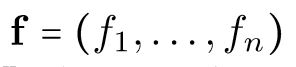 f = (f₁, . . . , fₙ)